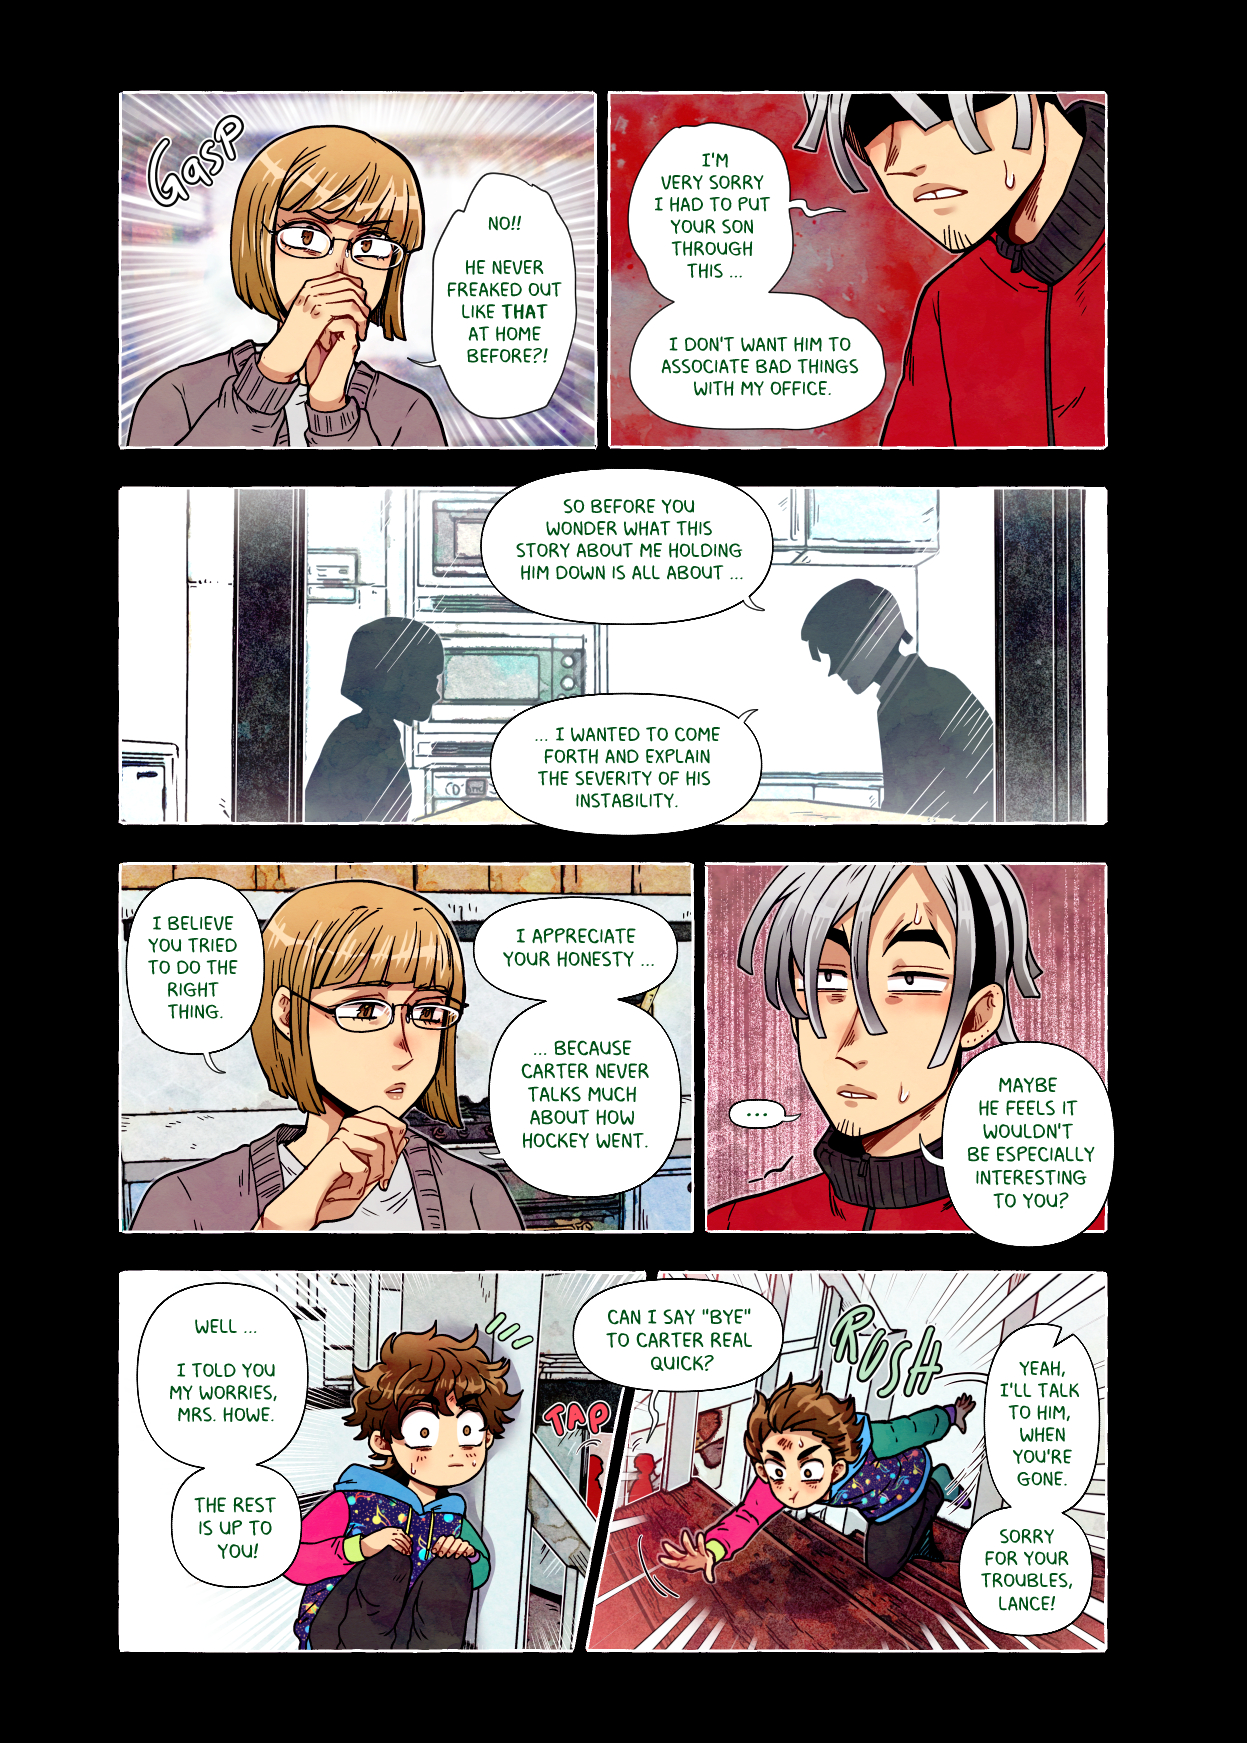 Gasp
NO!!
HE NEVER
FREAKED OUT
LIKE THAT
AT HOME
BEFORE?!
I'M
VERY SORRY
I HAD TO PUT
YOUR SON
THROUGH
THIS ...
I DON'T WANT HIM TO
ASSOCIATE BAD THINGS
WITH MY OFFICE.
SO BEFORE YOU
WONDER WHAT THIS
STORY ABOUT ME HOLDING
HIM DOWN IS ALL ABOUT ...
... I WANTED TO COME
FORTH AND EXPLAIN
THE SEVERITY OF HIS
INSTABILITY.
I BELIEVE
YOU TRIED
TO DO THE
RIGHT
THING.
I APPRECIATE
YOUR HONESTY ...
... BECAUSE
CARTER NEVER
TALKS MUCH
ABOUT HOW
HOCKEY WENT.
...
MAYBE
HE FEELS IT
WOULDN'T
BE ESPECIALLY
INTERESTING
TO YOU?
WELL ...
I TOLD YOU
MY WORRIES,
MRS. HOWE.
THE REST
IS UP TO
YOU!
TAP
CAN I SAY "BYE"
TO CARTER REAL
QUICK?
RUSH
YEAH,
I'LL TALK
TO HIM,
WHEN
YOU'RE
GONE.
SORRY
FOR YOUR
TROUBLES,
LANCE!